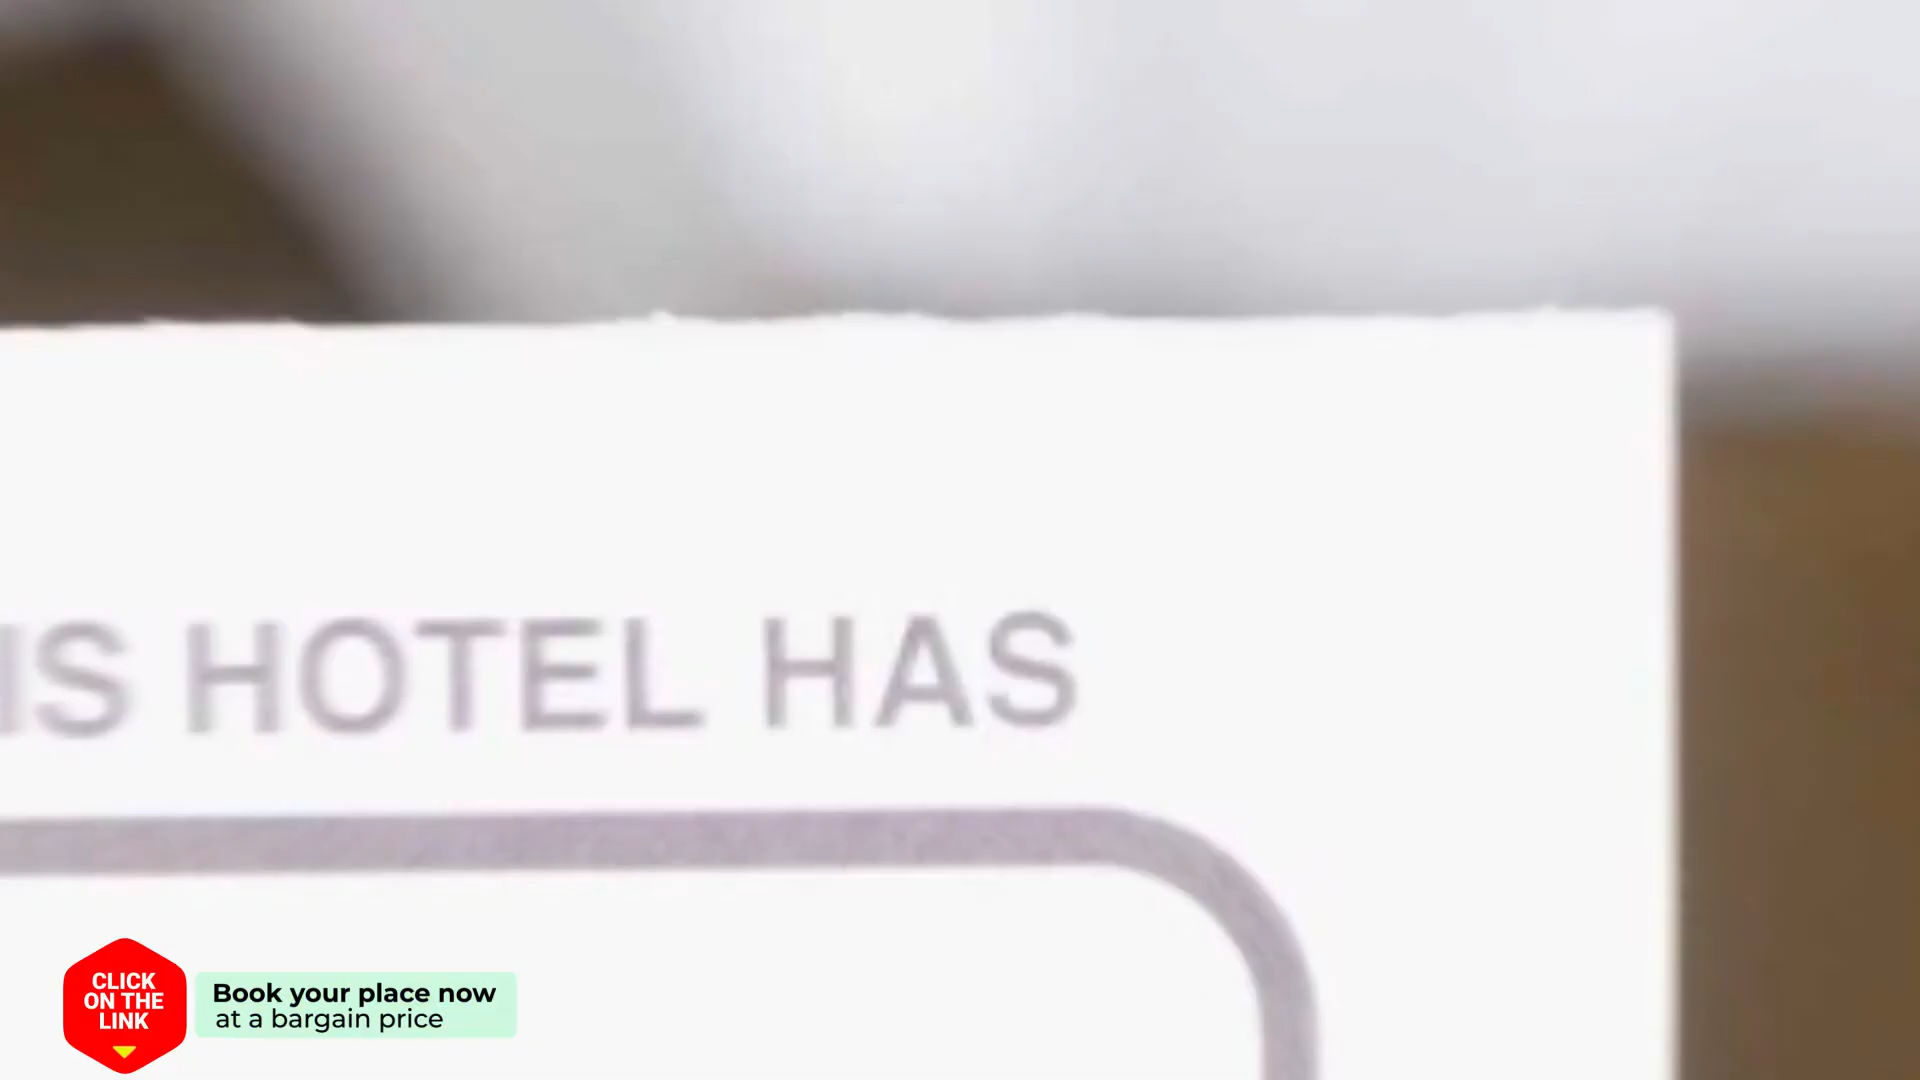 HOTEL HAS
CLICK
ON THE
LINK
Book your place now
at a bargain price